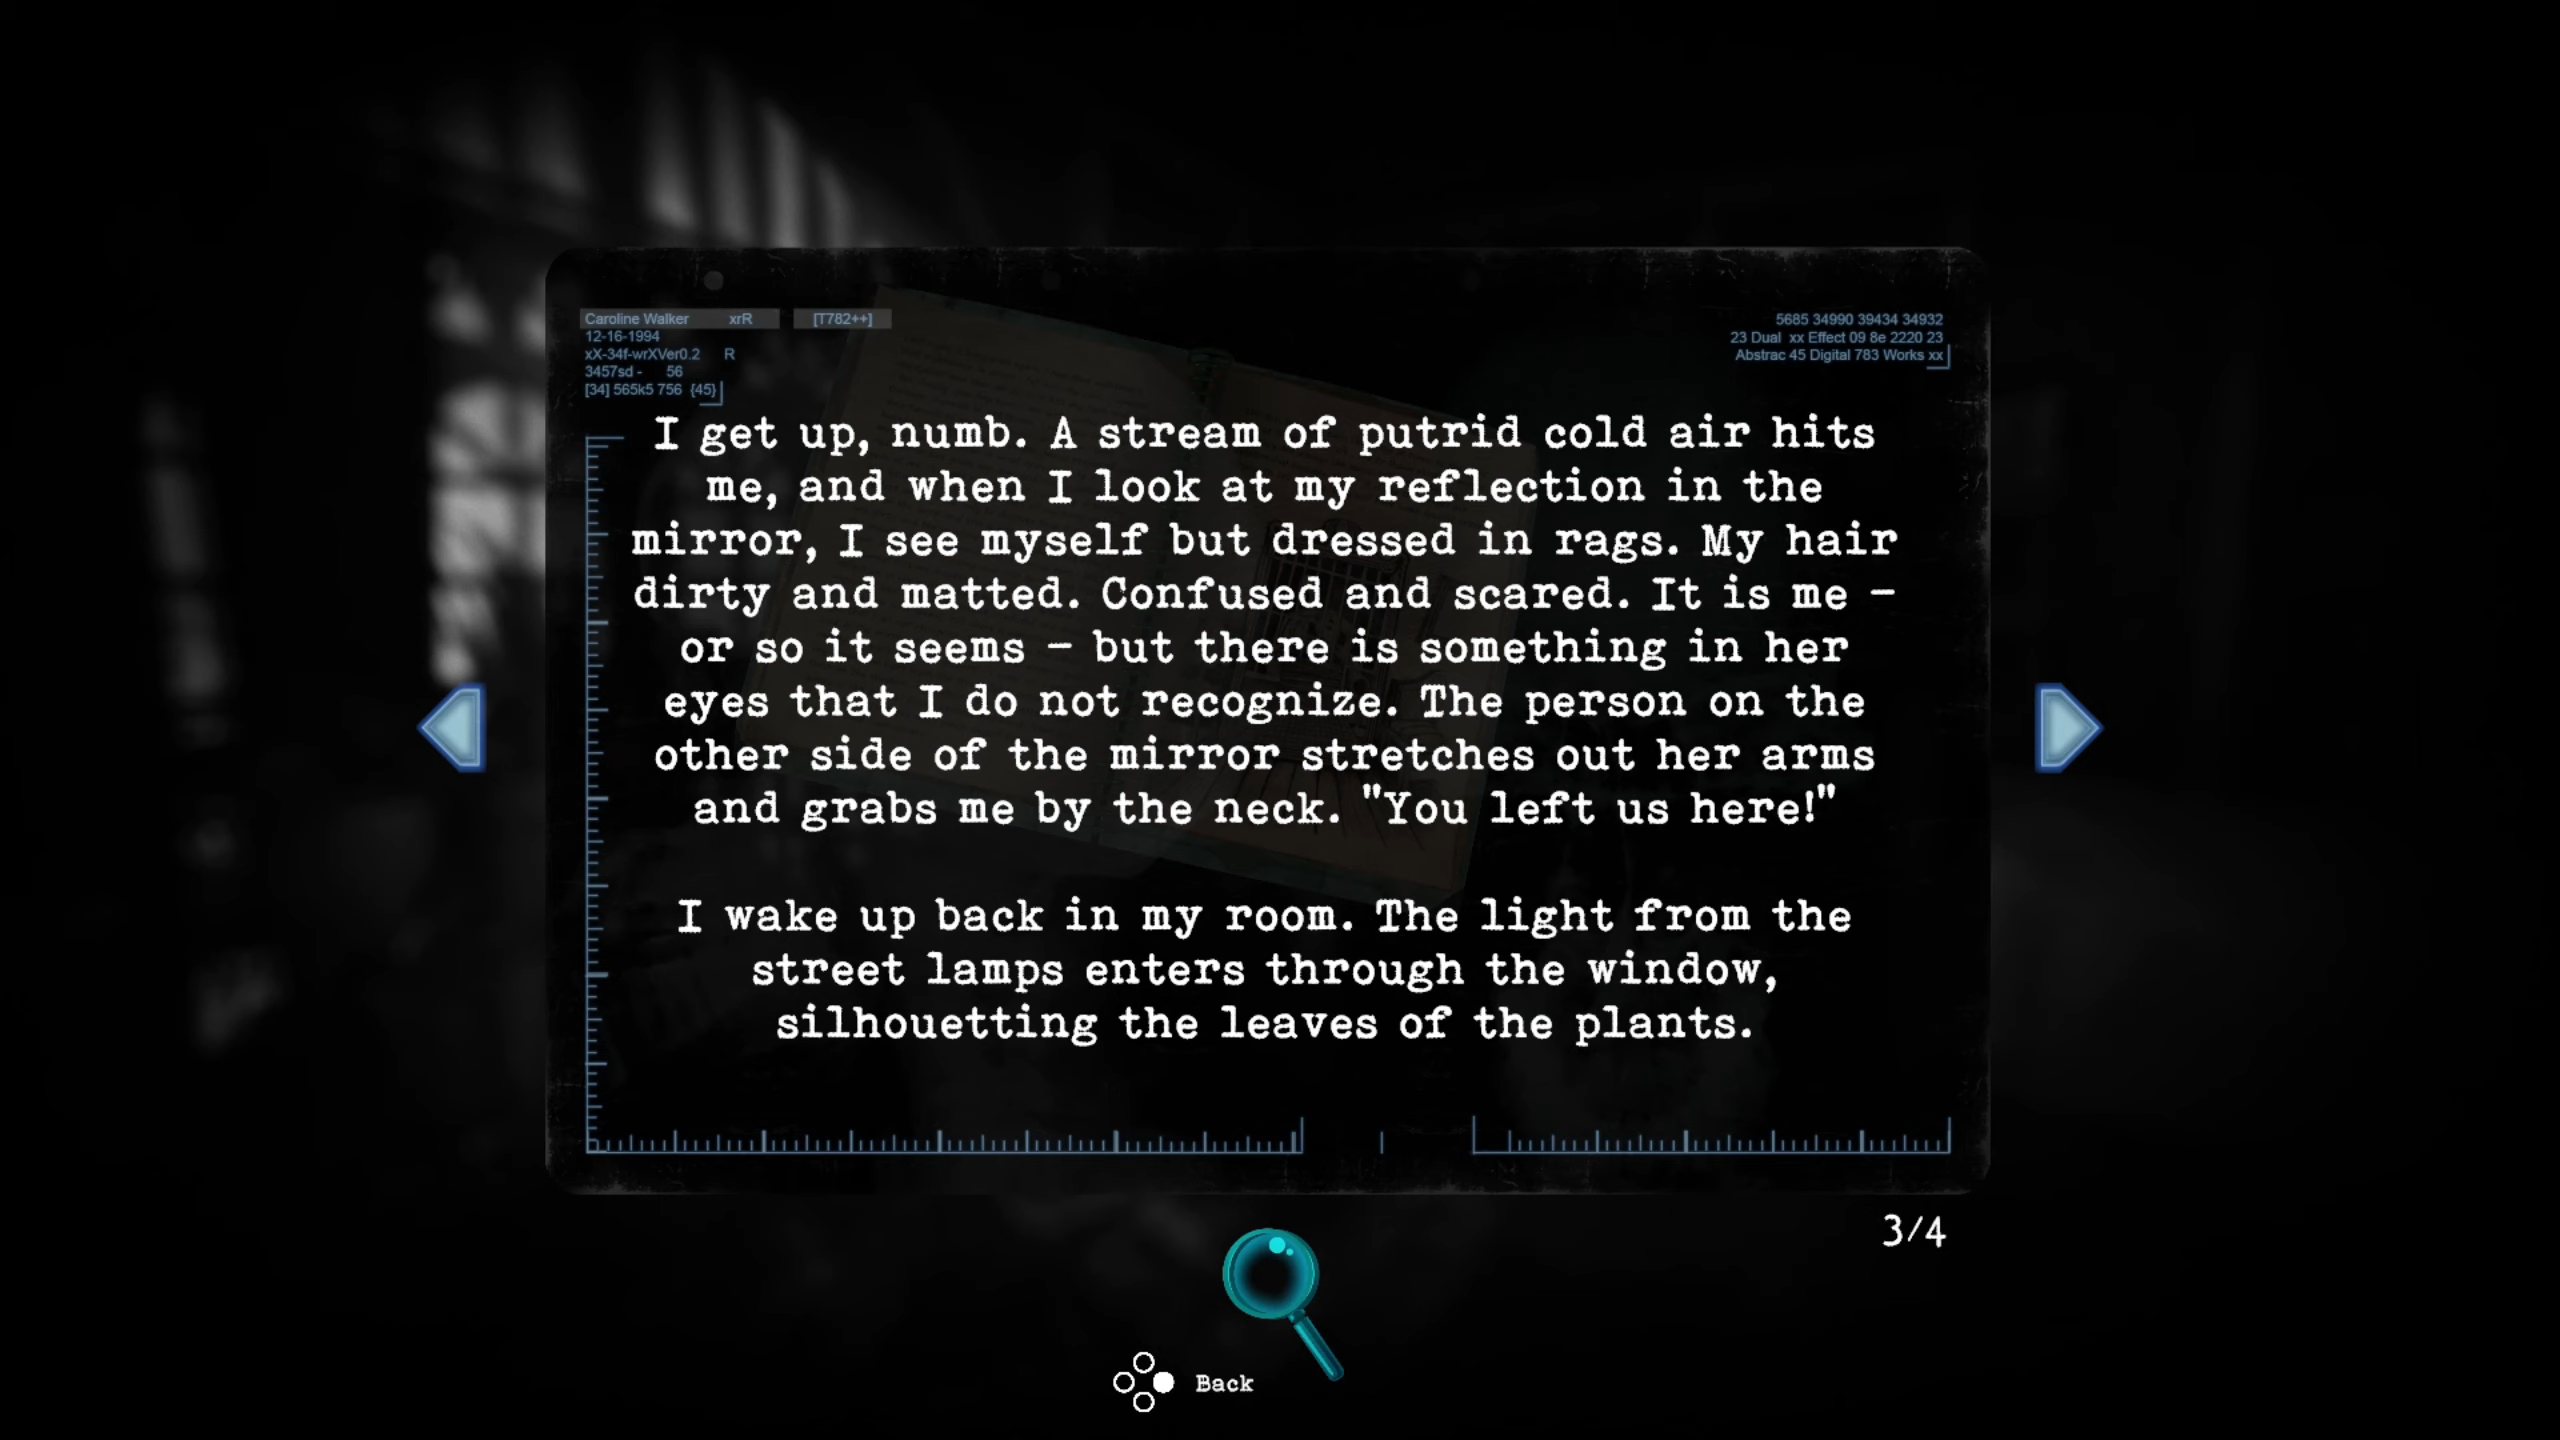 Caroline Walker xrR [T782++]
12-16-1994
xX-34f-wrXVer0.2 R
3457sd - 56
[34] 565k5 756 {45}
5685 34990 39434 34932
23 Dual xx Effect 09 8e 2220 23
Abstrac 45 Digital 783 Works xx
I get up, numb. A stream of putrid cold air hits
me, and when I look at my reflection in the
mirror, I see myself but dressed in rags. My hair
dirty and matted. Confused and scared. It is me –
or so it seems – but there is something in her
eyes that I do not recognize. The person on the
other side of the mirror stretches out her arms
and grabs me by the neck. "You left us here!"
I wake up back in my room. The light from the
street lamps enters through the window,
silhouetting the leaves of the plants.
3/4
Back